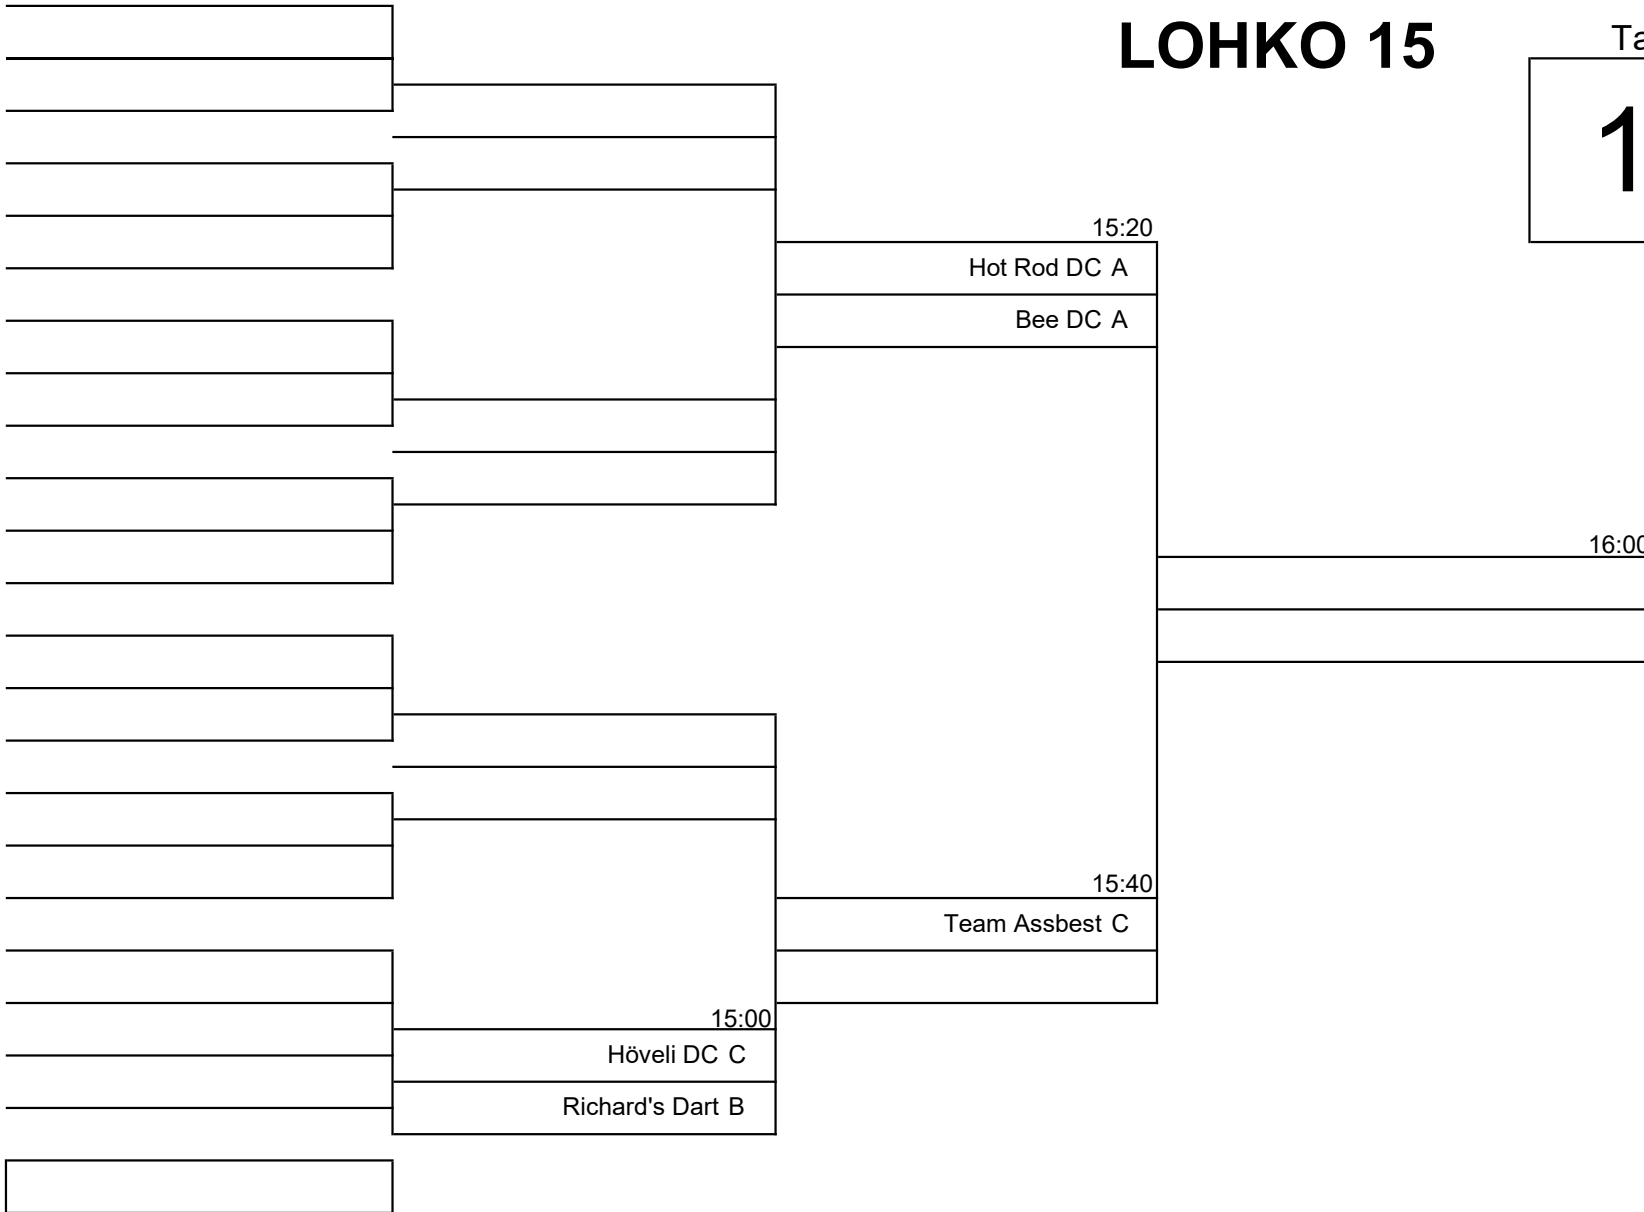 LOHKO 15
Ta
1
15:20
Hot Rod DC A
Bee DC A
16:00
15:40
Team Assbest C
15:00
Höveli DC C
Richard's Dart B